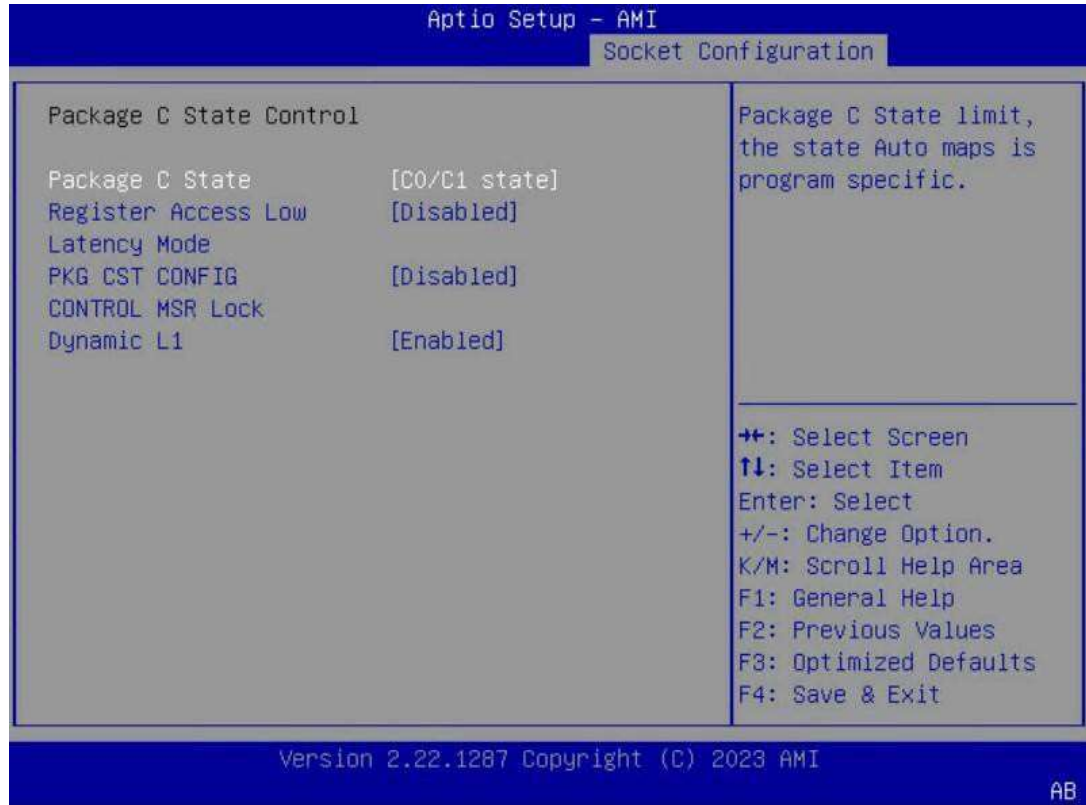 Aptio Setup – AMI
Socket Configuration
Package C State Control
Package C State [C0/C1 state]
Register Access Low [Disabled]
Latency Mode
PKG CST CONFIG [Disabled]
CONTROL MSR Lock
Dynamic L1 [Enabled]
Package C State limit,
the state Auto maps is
program specific.
→←: Select Screen
↑↓: Select Item
Enter: Select
+/-: Change Option.
K/M: Scroll Help Area
F1: General Help
F2: Previous Values
F3: Optimized Defaults
F4: Save & Exit
Version 2.22.1287 Copyright (C) 2023 AMI
AB